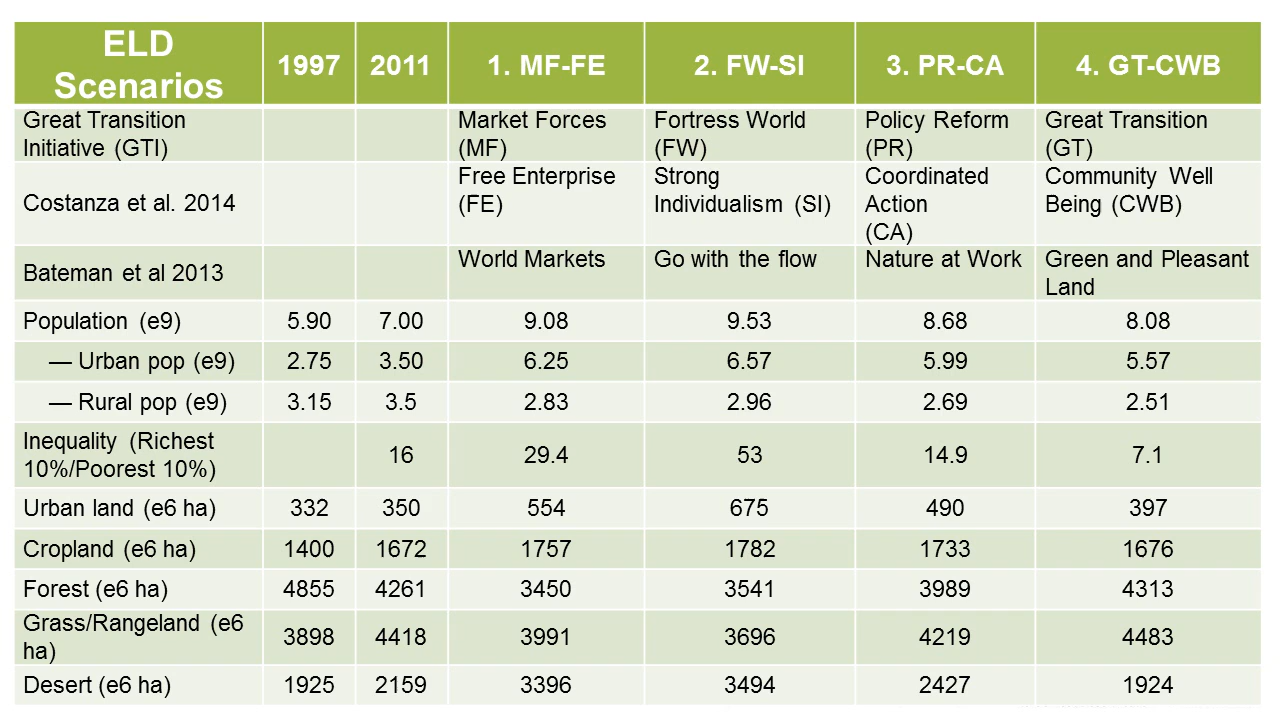 ELD Scenarios 1997 2011 1. MF-FE 2. FW-SI 3. PR-CA 4. GT-CWB
Great Transition Initiative (GTI) Market Forces (MF) Fortress World (FW) Policy Reform (PR) Great Transition (GT)
Costanza et al. 2014 Free Enterprise (FE) Strong Individualism (SI) Coordinated Action (CA) Community Well Being (CWB)
Bateman et al 2013 World Markets Go with the flow Nature at Work Green and Pleasant Land
Population (e9) 5.90 7.00 9.08 9.53 8.68 8.08
— Urban pop (e9) 2.75 3.50 6.25 6.57 5.99 5.57
— Rural pop (e9) 3.15 3.5 2.83 2.96 2.69 2.51
Inequality (Richest 10%/Poorest 10%) 16 29.4 53 14.9 7.1
Urban land (e6 ha) 332 350 554 675 490 397
Cropland (e6 ha) 1400 1672 1757 1782 1733 1676
Forest (e6 ha) 4855 4261 3450 3541 3989 4313
Grass/Rangeland (e6 ha) 3898 4418 3991 3696 4219 4483
Desert (e6 ha) 1925 2159 3396 3494 2427 1924